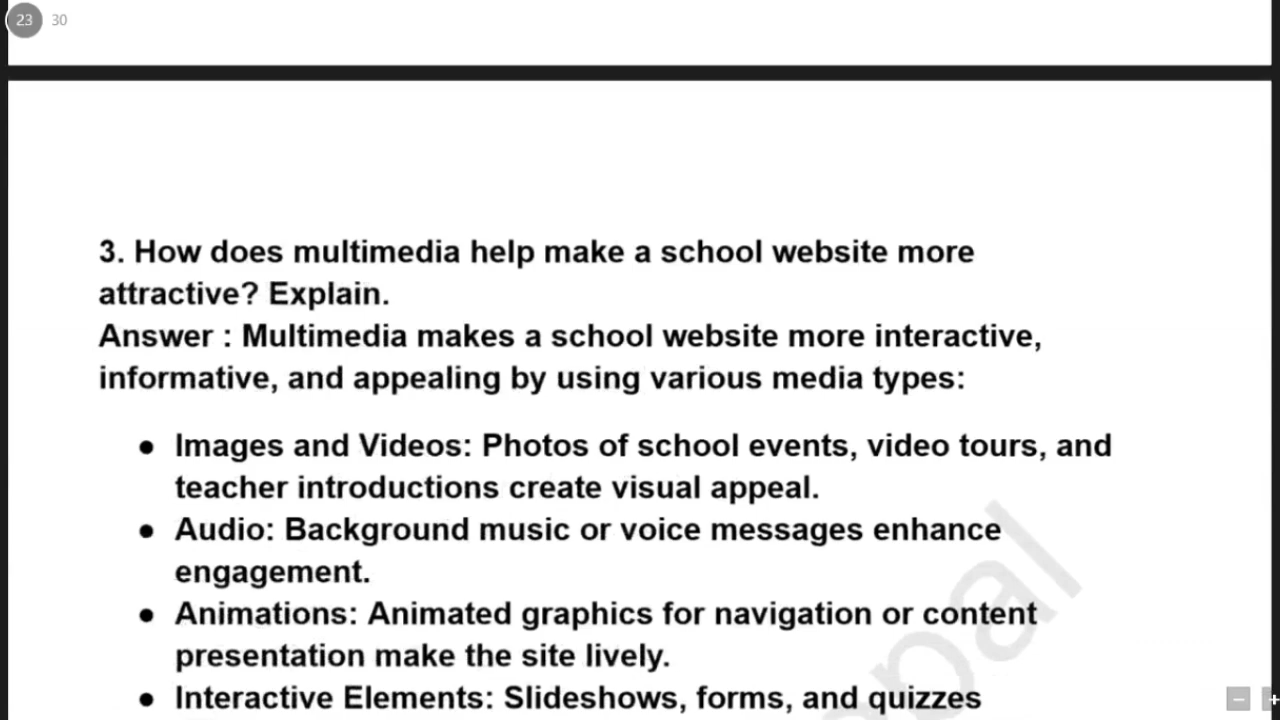 23 30
3. How does multimedia help make a school website more
attractive? Explain.
Answer : Multimedia makes a school website more interactive,
informative, and appealing by using various media types:
● Images and Videos: Photos of school events, video tours, and
teacher introductions create visual appeal.
● Audio: Background music or voice messages enhance
engagement.
● Animations: Animated graphics for navigation or content
presentation make the site lively.
● Interactive Elements: Slideshows, forms, and quizzes